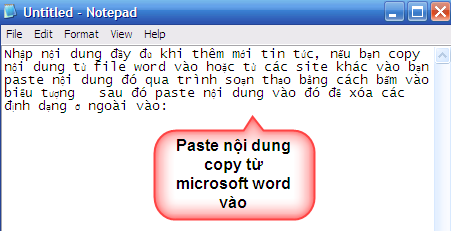 Untitled - Notepad
File Edit Format View Help
Nhập nội dung đầy đủ khi thêm mới tin tức, nếu bạn copy
nội dung từ file word vào hoặc từ các site khác vào bạn
paste nội dung đó qua trình soạn thảo bằng cách bấm vào
biểu tượng   sau đó paste nội dung vào đó để xóa các
định dạng ở ngoài vào:
Paste nội dung
copy từ
microsoft word
vào